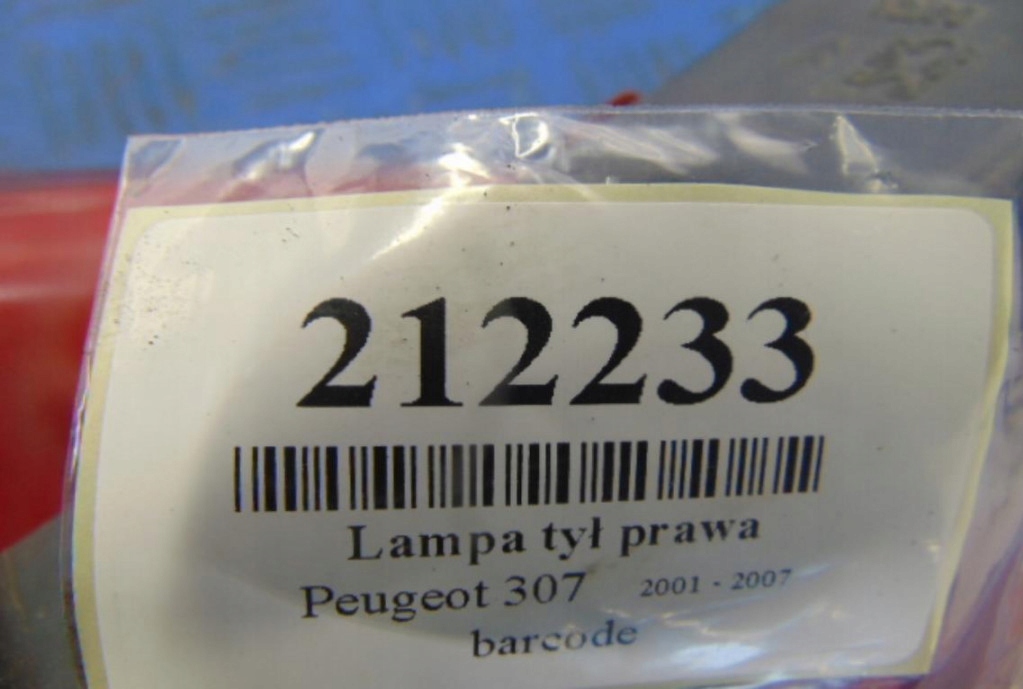 212233
Lampa tył prawa
Peugeot 307 2001 - 2007
barcode